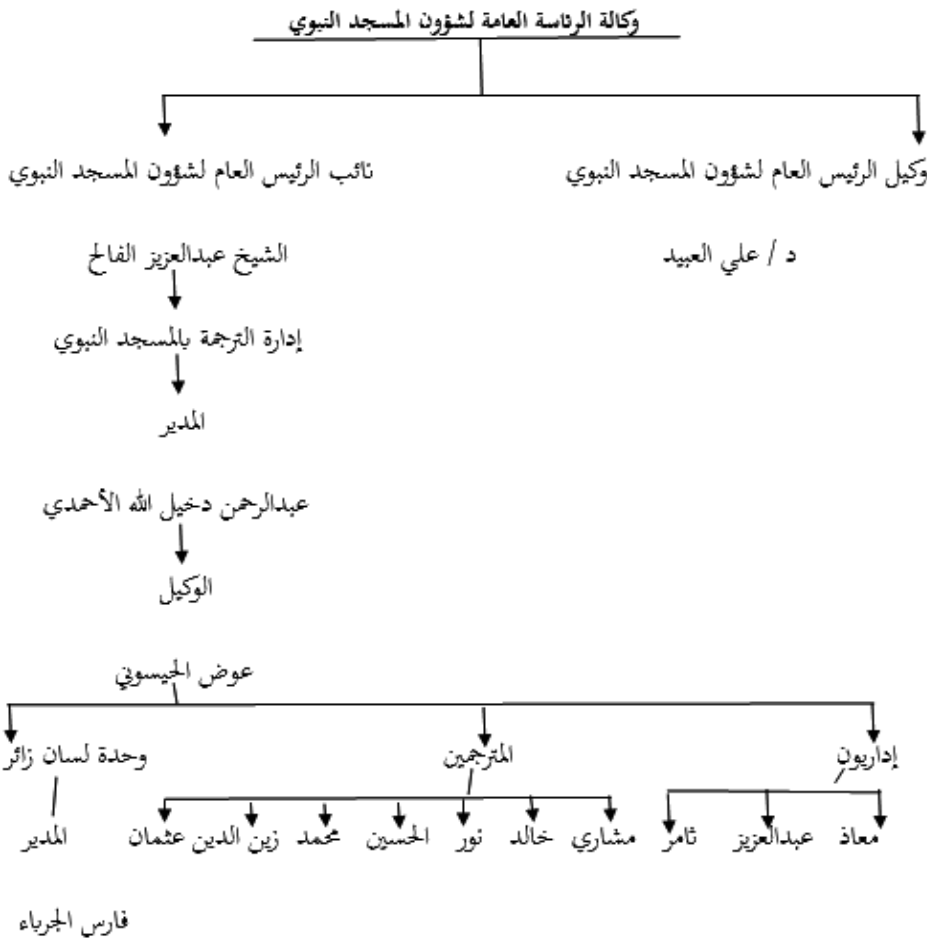 وكالة الرئاسة العامة لشؤون المسجد النبوي
وكيل الرئيس العام لشؤون المسجد النبوي
نائب الرئيس العام لشؤون المسجد النبوي
د / علي العبيد
الشيخ عبدالعزيز الفالح
إدارة الترجمة بالمسجد النبوي
المدير
عبدالرحمن دخيل الله الأحمدي
الوكيل
عوض الحيسوني
إداريون
المترجمين
وحدة لسان زائر
معاذ
عبدالعزيز
ثامر
مشاري
خالد
نور
الحسين
محمد
زين الدين
عثمان
المدير
فارس الجرباء